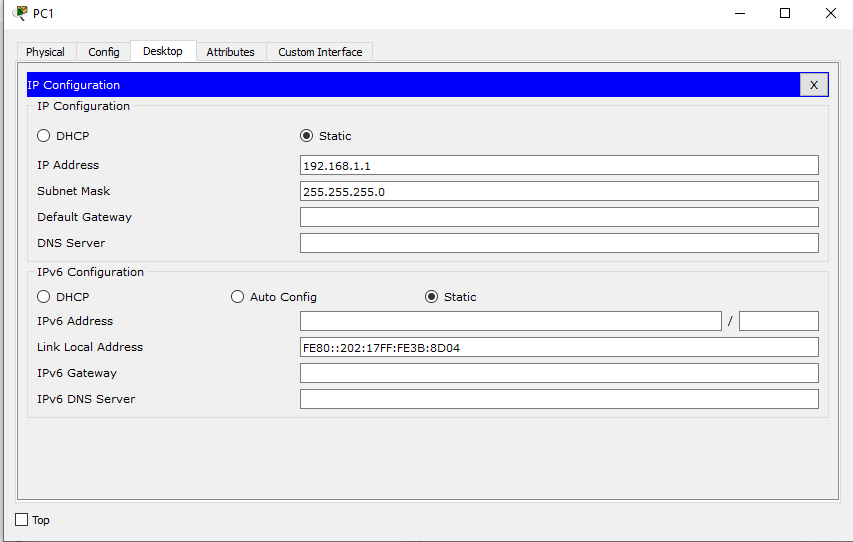 PC1
Physical Config Desktop Attributes Custom Interface
IP Configuration X
IP Configuration
DHCP Static
IP Address 192.168.1.1
Subnet Mask 255.255.255.0
Default Gateway
DNS Server
IPv6 Configuration
DHCP Auto Config Static
IPv6 Address /
Link Local Address FE80::202:17FF:FE3B:8D04
IPv6 Gateway
IPv6 DNS Server
Top